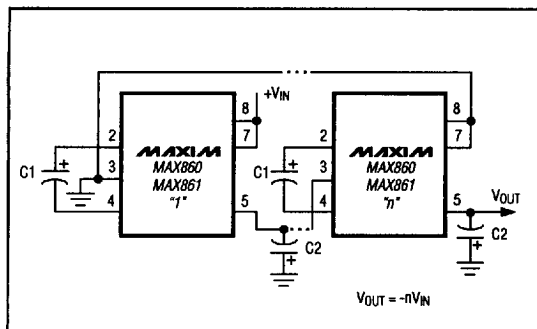 +VIN
8
7
2
3
4
5
C1
+
MAXIM
MAX860
MAX861
"1"
C2
+
8
7
2
3
4
5
C1
+
MAXIM
MAX860
MAX861
"n"
VOUT
C2
+
VOUT = -nVIN